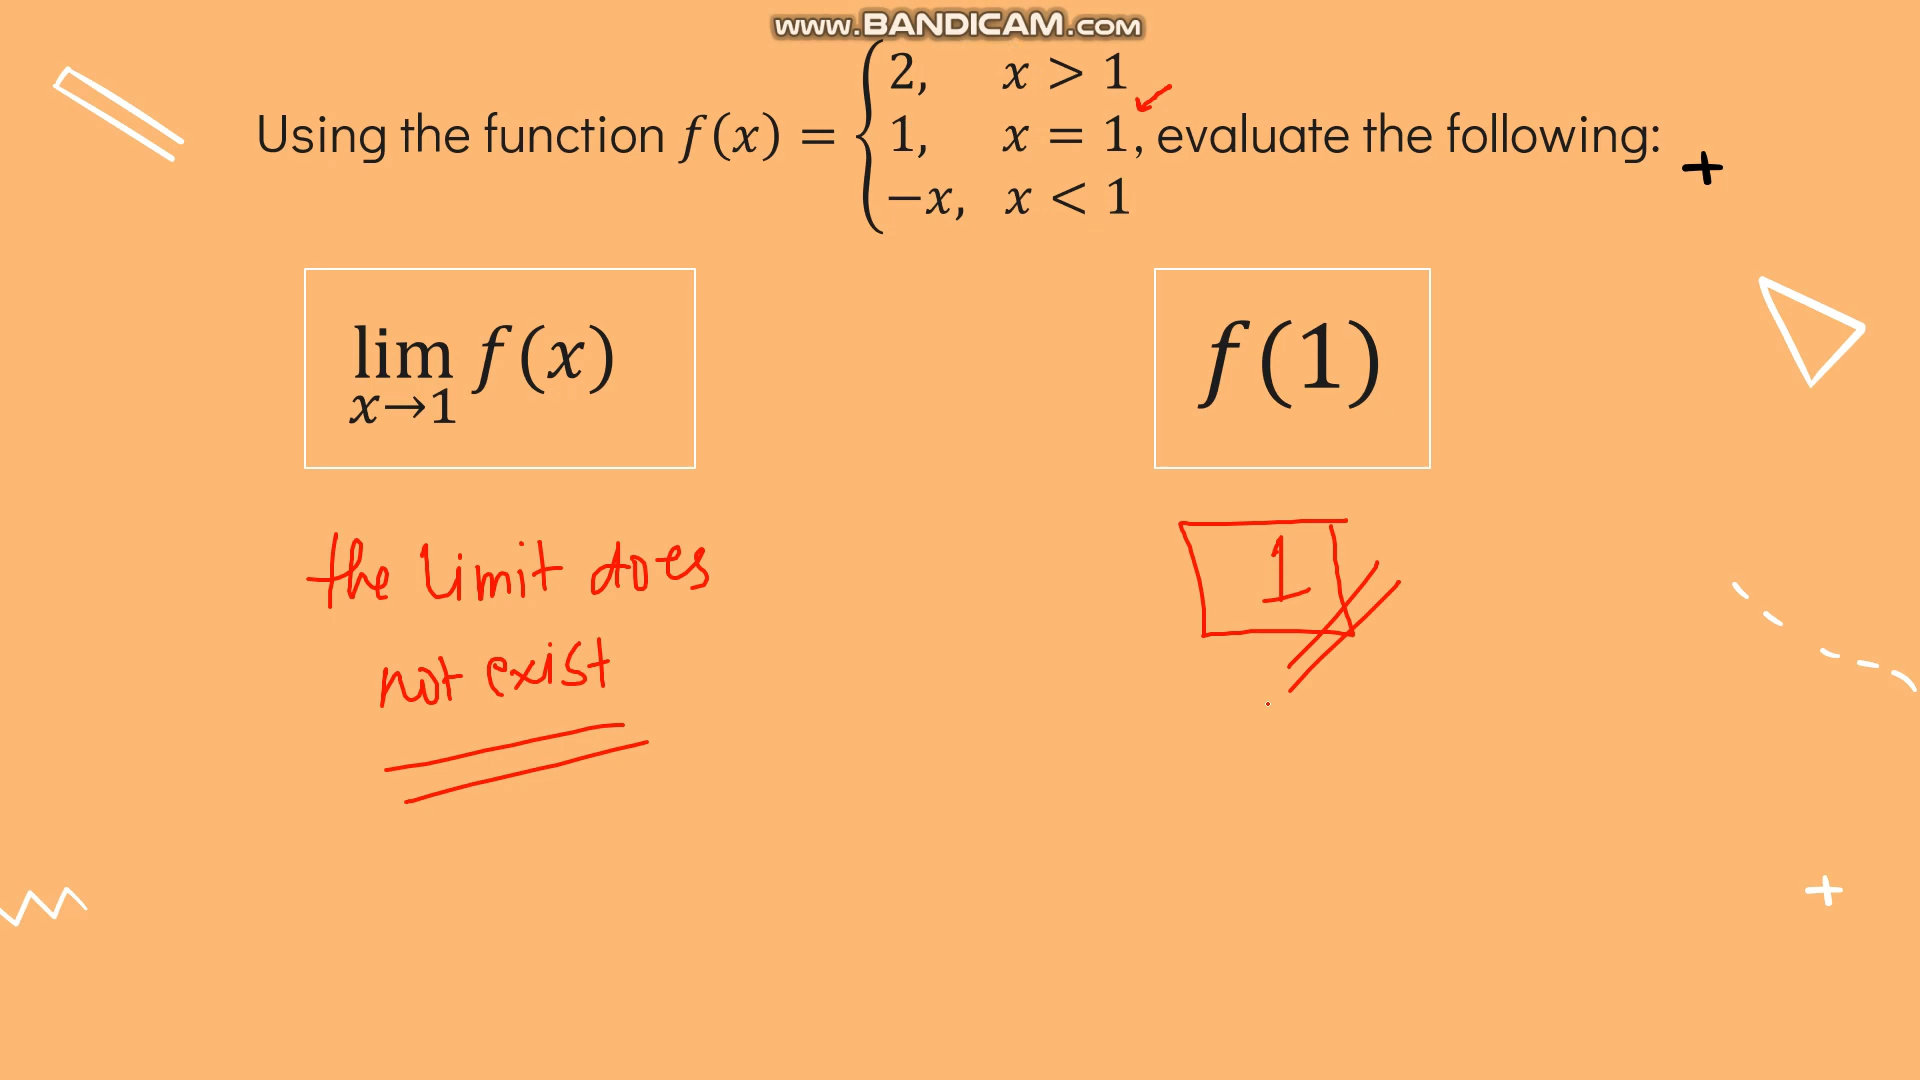 www.BANDICAM.com
2, x > 1
Using the function f(x) = { 1, x = 1, evaluate the following:
−x, x < 1
lim f(x)
x→1
f(1)
the limit does
not exist
1